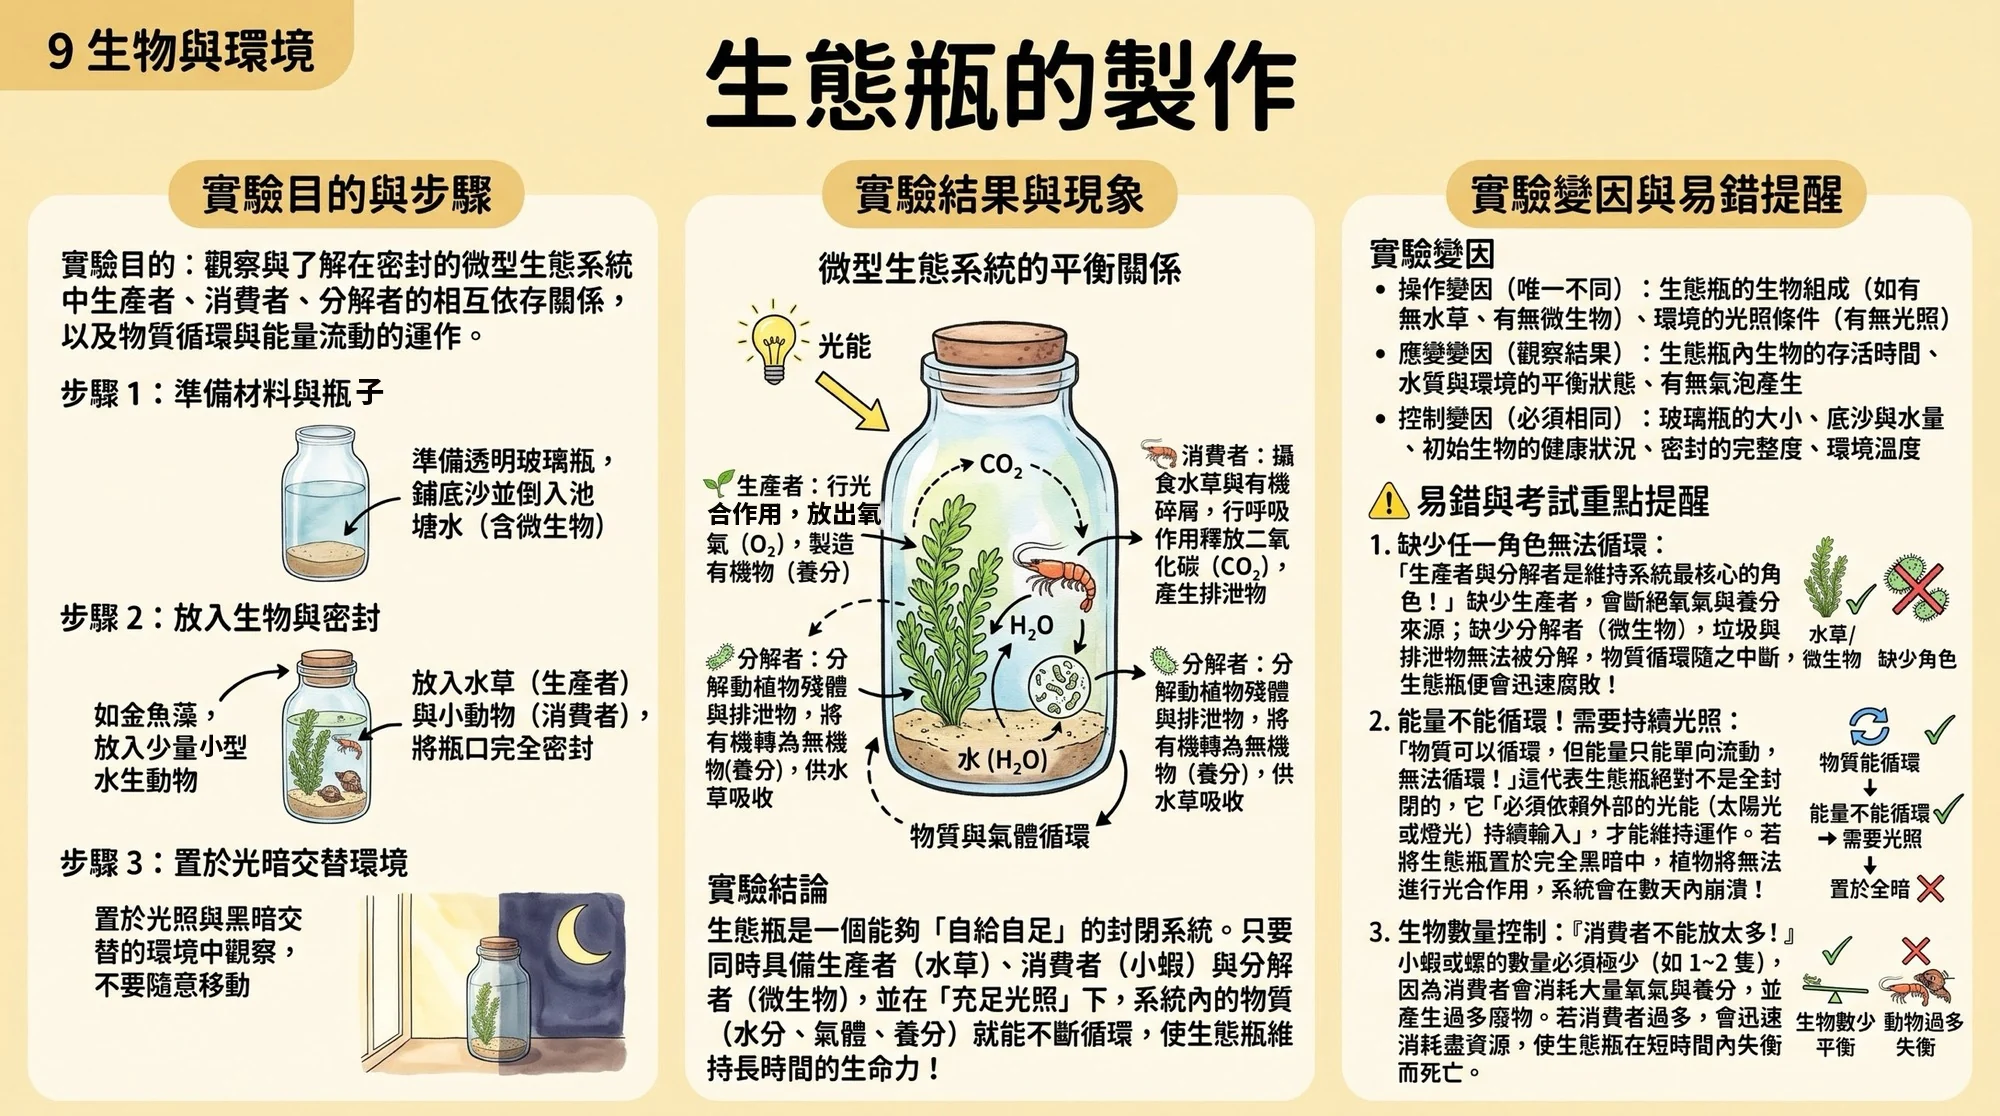 9 生物與環境
生態瓶的製作
實驗目的與步驟
實驗目的：觀察與了解在密封的微型生態系統
中生產者、消費者、分解者的相互依存關係，
以及物質循環與能量流動的運作。
步驟 1：準備材料與瓶子
準備透明玻璃瓶，
鋪底沙並倒入池
塘水（含微生物）
步驟 2：放入生物與密封
如金魚藻，
放入少量小型
水生動物
放入水草（生產者）
與小動物（消費者），
將瓶口完全密封
步驟 3：置於光暗交替環境
置於光照與黑暗交
替的環境中觀察，
不要隨意移動
實驗結果與現象
微型生態系統的平衡關係
光能
生產者：行光
合作用，放出氧
氣（O₂），製造
有機物（養分）
分解者：分
解動植物殘體
與排泄物，將
有機轉為無機
物(養分)，供水
草吸收
CO₂
H₂O
水 (H₂O)
消費者：攝
食水草與有機
碎屑，行呼吸
作用釋放二氧
化碳（CO₂），
產生排泄物
分解者：分
解動植物殘體
與排泄物，將
有機轉為無機
物（養分），供
水草吸收
物質與氣體循環
實驗結論
生態瓶是一個能夠「自給自足」的封閉系統。只要
同時具備生產者（水草）、消費者（小蝦）與分解
者（微生物），並在「充足光照」下，系統內的物質
（水分、氣體、養分）就能不斷循環，使生態瓶維
持長時間的生命力！
實驗變因與易錯提醒
實驗變因
• 操作變因（唯一不同）：生態瓶的生物組成（如有
無水草、有無微生物）、環境的光照條件（有無光照）
• 應變變因（觀察結果）：生態瓶內生物的存活時間、
水質與環境的平衡狀態、有無氣泡產生
• 控制變因（必須相同）：玻璃瓶的大小、底沙與水量
、初始生物的健康狀況、密封的完整度、環境溫度
易錯與考試重點提醒
1. 缺少任一角色無法循環：
「生產者與分解者是維持系統最核心的角
色！」缺少生產者，會斷絕氧氣與養分
來源；缺少分解者（微生物），垃圾與
排泄物無法被分解，物質循環隨之中斷，
生態瓶便會迅速腐敗！
水草/
微生物
缺少角色
2. 能量不能循環！需要持續光照：
「物質可以循環，但能量只能單向流動，
無法循環！」這代表生態瓶絕對不是全封
閉的，它「必須依賴外部的光能（太陽光
或燈光）持續輸入」，才能維持運作。若
將生態瓶置於完全黑暗中，植物將無法
進行光合作用，系統會在數天內崩潰！
物質能循環
能量不能循環
→ 需要光照
置於全暗
3. 生物數量控制：『消費者不能放太多！』
小蝦或螺的數量必須極少（如 1~2 隻），
因為消費者會消耗大量氧氣與養分，並
產生過多廢物。若消費者過多，會迅速
消耗盡資源，使生態瓶在短時間內失衡
而死亡。
生物數少
平衡
動物過多
失衡